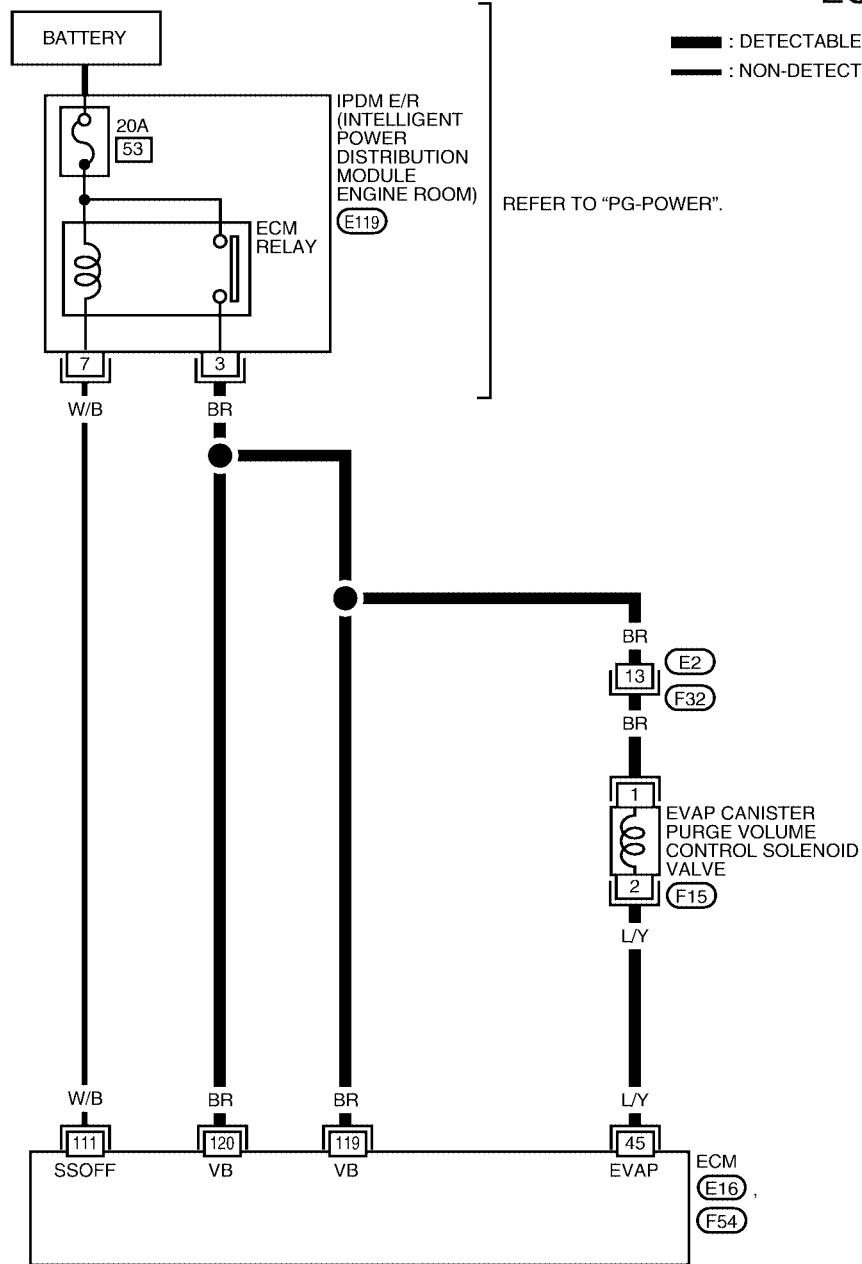 BATTERY
: DETECTABLE
: NON-DETECT
20A
53
IPDM E/R
(INTELLIGENT
POWER
DISTRIBUTION
MODULE
ENGINE ROOM)
E119
REFER TO “PG-POWER”.
ECM
RELAY
7
3
W/B
BR
BR
13
E2
F32
BR
1
EVAP CANISTER
PURGE VOLUME
CONTROL SOLENOID
VALVE
2
F15
L/Y
W/B
BR
BR
L/Y
111
120
119
45
SSOFF
VB
VB
EVAP
ECM
E16 ,
F54